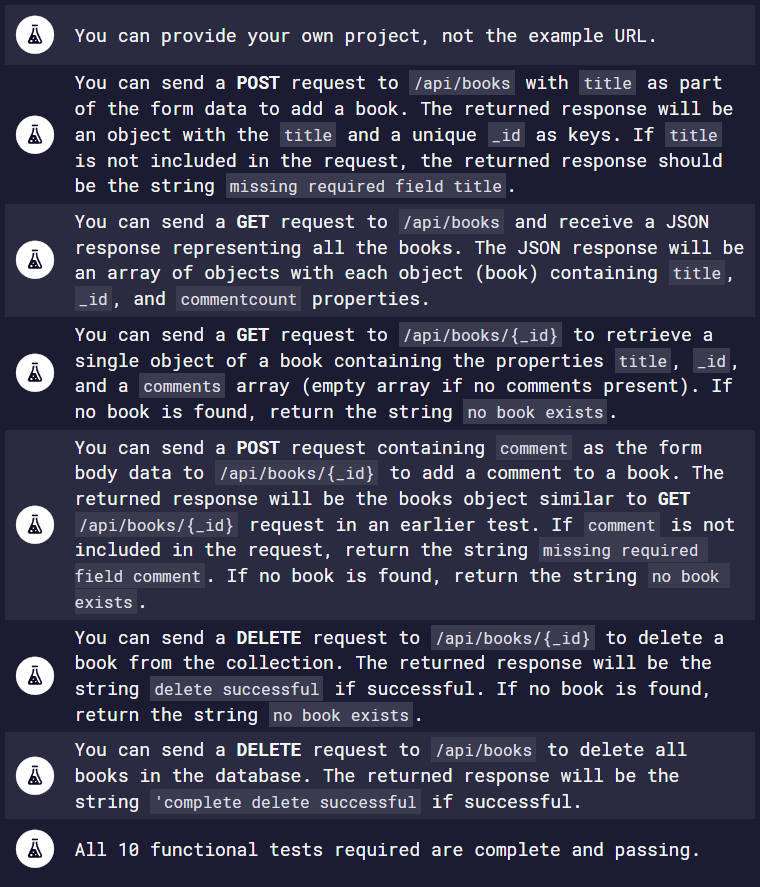 You can provide your own project, not the example URL.
You can send a POST request to /api/books with title as part
of the form data to add a book. The returned response will be
an object with the title and a unique _id as keys. If title
is not included in the request, the returned response should
be the string missing required field title.
You can send a GET request to /api/books and receive a JSON
response representing all the books. The JSON response will be
an array of objects with each object (book) containing title,
_id, and commentcount properties.
You can send a GET request to /api/books/{_id} to retrieve a
single object of a book containing the properties title, _id,
and a comments array (empty array if no comments present). If
no book is found, return the string no book exists.
You can send a POST request containing comment as the form
body data to /api/books/{_id} to add a comment to a book. The
returned response will be the books object similar to GET
/api/books/{_id} request in an earlier test. If comment is not
included in the request, return the string missing required
field comment. If no book is found, return the string no book
exists.
You can send a DELETE request to /api/books/{_id} to delete a
book from the collection. The returned response will be the
string delete successful if successful. If no book is found,
return the string no book exists.
You can send a DELETE request to /api/books to delete all
books in the database. The returned response will be the
string 'complete delete successful if successful.
All 10 functional tests required are complete and passing.